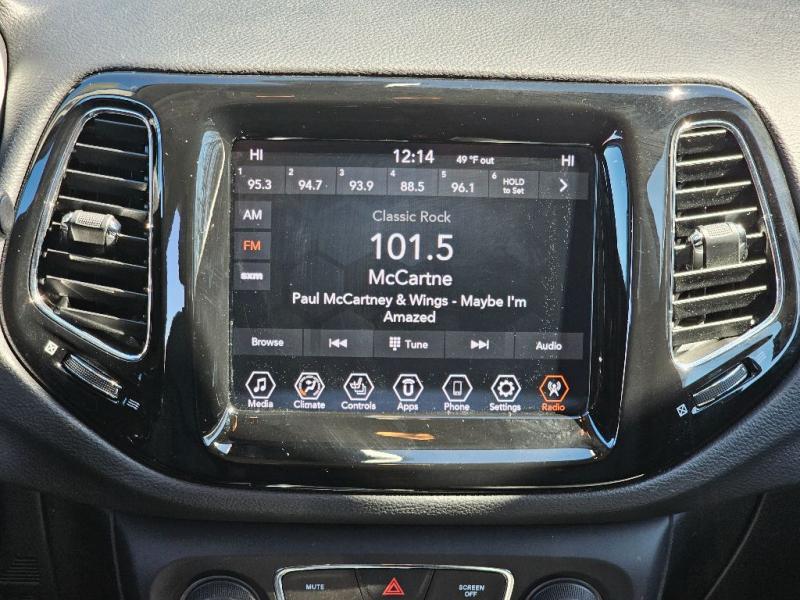 HI 12:14 49 °F out HI
1 95.3 2 94.7 3 93.9 4 88.5 5 96.1 6 HOLD to Set
AM
FM
sxm
Classic Rock
101.5
McCartne
Paul McCartney & Wings - Maybe I'm
Amazed
Browse Tune Audio
Media Climate Controls Apps Phone Settings Radio
MUTE SCREEN OFF